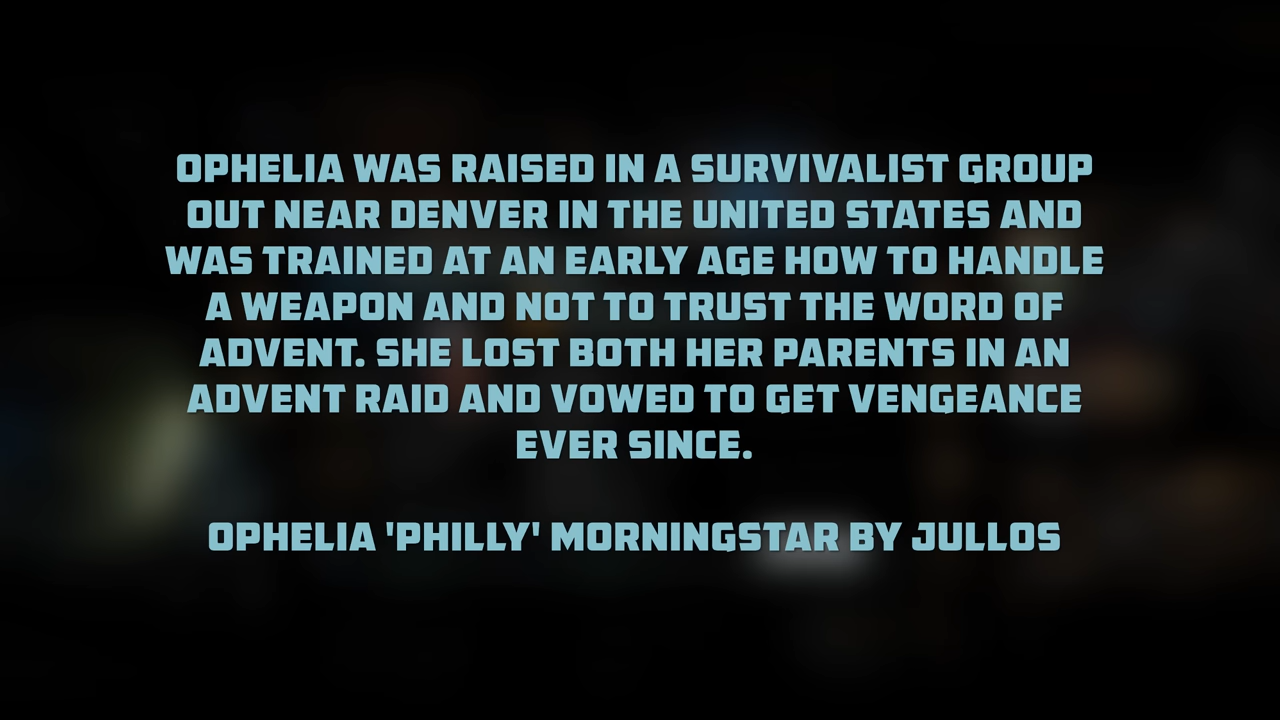 OPHELIA WAS RAISED IN A SURVIVALIST GROUP
OUT NEAR DENVER IN THE UNITED STATES AND
WAS TRAINED AT AN EARLY AGE HOW TO HANDLE
A WEAPON AND NOT TO TRUST THE WORD OF
ADVENT. SHE LOST BOTH HER PARENTS IN AN
ADVENT RAID AND VOWED TO GET VENGEANCE
EVER SINCE.
OPHELIA 'PHILLY' MORNINGSTAR BY JULLOS